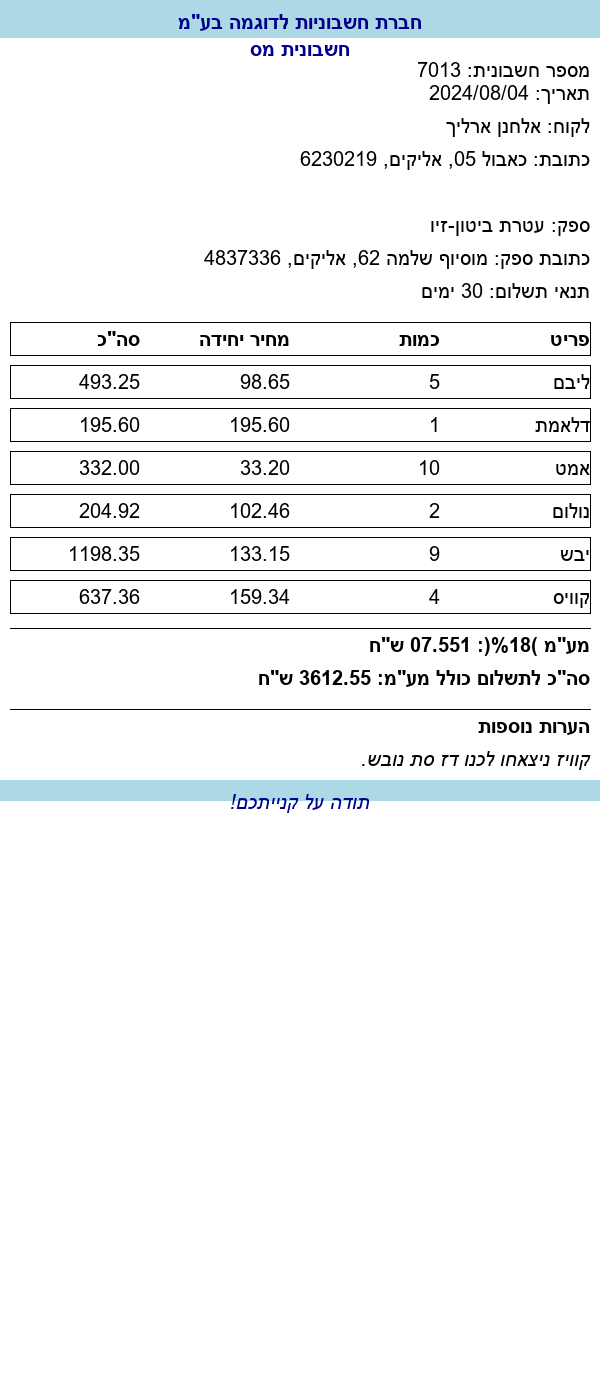 חברת חשבוניות לדוגמה בע"מ
חשבונית מס
מספר חשבונית: 7013
תאריך: 2024/08/04
לקוח: אלחנן ארליך
כתובת: כאבול 05, אליקים, 6230219
ספק: עטרת ביטון-זיו
כתובת ספק: מוסיוף שלמה 62, אליקים, 4837336
תנאי תשלום: 30 ימים
פריט כמות מחיר יחידה סה"כ
ליבם 5 98.65 493.25
דלאמת 1 195.60 195.60
אמט 10 33.20 332.00
נולום 2 102.46 204.92
יבש 9 133.15 1198.35
קוויס 4 159.34 637.36
מע"מ )18%(: 07.551 ש"ח
סה"כ לתשלום כולל מע"מ: 3612.55 ש"ח
הערות נוספות
קוויז ניצאחו לכנו דז סת נובש.
תודה על קנייתכם!